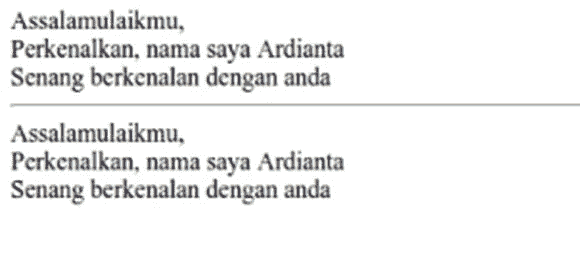 Assalamulaikmu,
Perkenalkan, nama saya Ardianta
Senang berkenalan dengan anda
Assalamulaikmu,
Perkenalkan, nama saya Ardianta
Senang berkenalan dengan anda